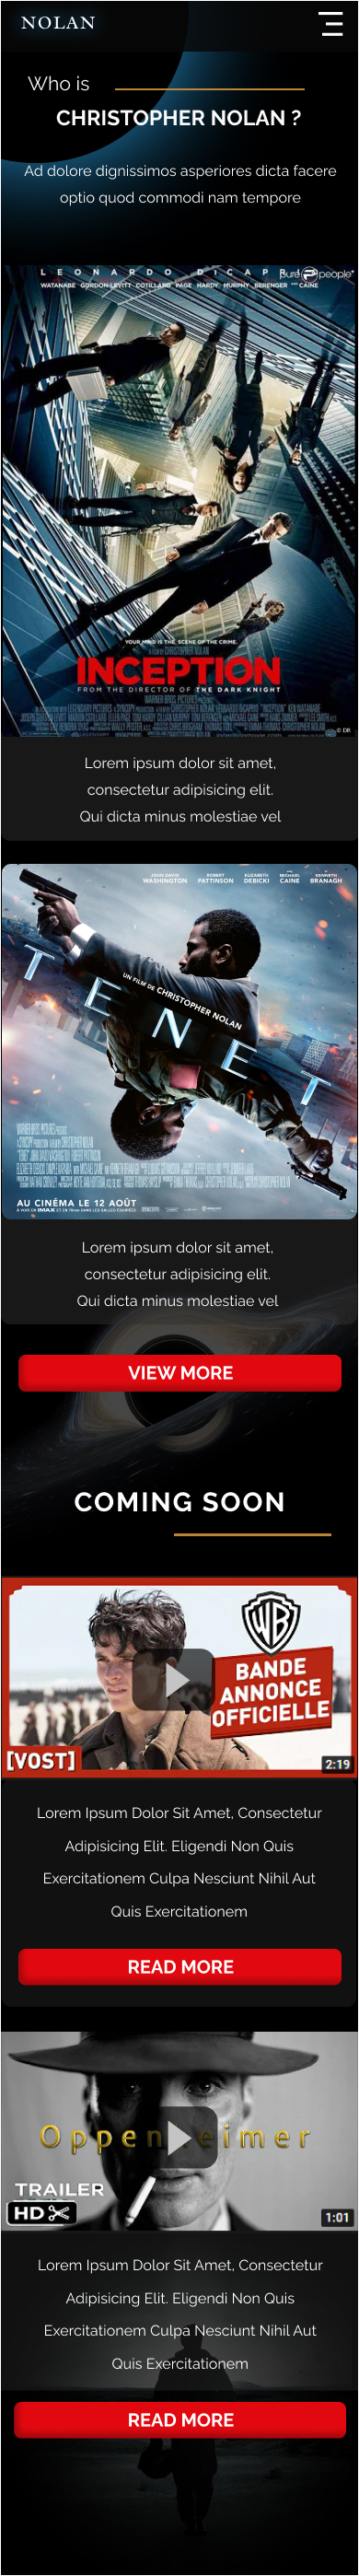 NOLAN
Who is
CHRISTOPHER NOLAN ?
Ad dolore dignissimos asperiores dicta facere
optio quod commodi nam tempore
LEONARDO DICAP
pure people
WATANABE GORDON-LEVITT COTILLARD PAGE HARDY MURPHY BERENGER AND CAINE
YOUR MIND IS THE SCENE OF THE CRIME.
INCEPTION
FROM THE DIRECTOR OF THE DARK KNIGHT
© DR
Lorem ipsum dolor sit amet,
consectetur adipisicing elit.
Qui dicta minus molestiae vel
JOHN DAVID WASHINGTON ROBERT PATTINSON ELIZABETH DEBICKI MICHAEL CAINE KENNETH BRANAGH
UN FILM DE CHRISTOPHER NOLAN
TENET
AU CINÉMA LE 12 AOÛT
Lorem ipsum dolor sit amet,
consectetur adipisicing elit.
Qui dicta minus molestiae vel
VIEW MORE
COMING SOON
WB
BANDE
ANNONCE
OFFICIELLE
[VOST]
2:19
Lorem Ipsum Dolor Sit Amet, Consectetur
Adipisicing Elit. Eligendi Non Quis
Exercitationem Culpa Nesciunt Nihil Aut
Quis Exercitationem
READ MORE
Oppen eimer
TRAILER
HD
1:01
Lorem Ipsum Dolor Sit Amet, Consectetur
Adipisicing Elit. Eligendi Non Quis
Exercitationem Culpa Nesciunt Nihil Aut
Quis Exercitationem
READ MORE